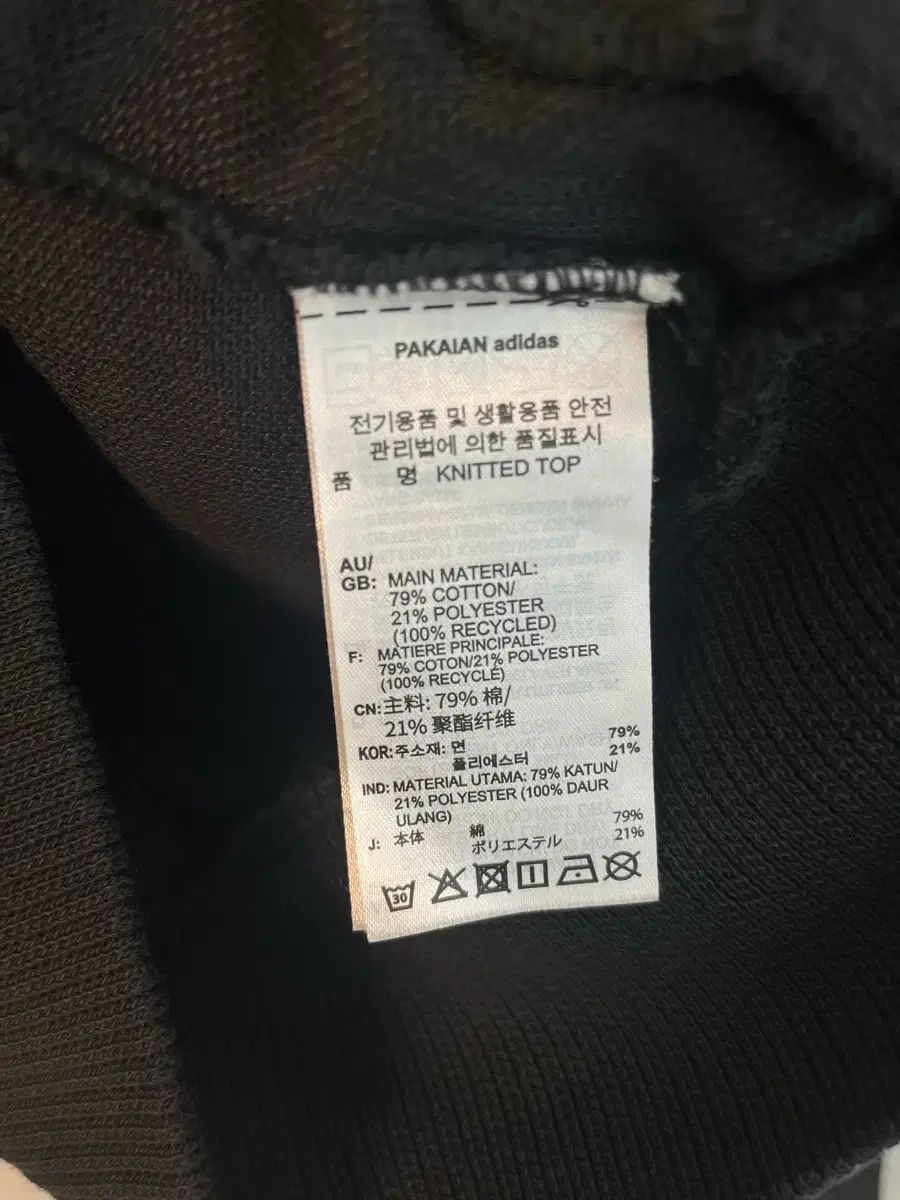 PAKAIAN adidas
전기용품 및 생활용품 안전
관리법에 의한 품질표시
품 명 KNITTED TOP
AU/
GB: MAIN MATERIAL:
79% COTTON/
21% POLYESTER
(100% RECYCLED)
F: MATIERE PRINCIPALE:
79% COTON/21% POLYESTER
(100% RECYCLÉ)
CN: 主料: 79% 棉/
21% 聚酯纤维
KOR: 주소재: 면 79%
폴리에스터 21%
IND: MATERIAL UTAMA: 79% KATUN/
21% POLYESTER (100% DAUR
ULANG)
J: 本体 綿 79%
ポリエステル 21%
30